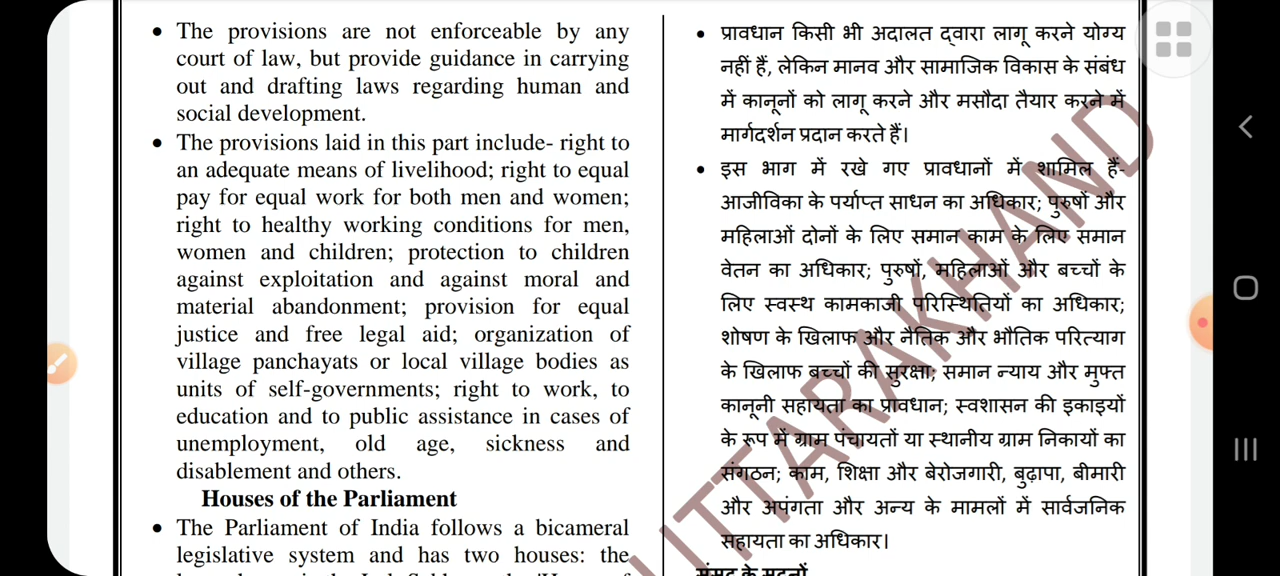 • The provisions are not enforceable by any
court of law, but provide guidance in carrying
out and drafting laws regarding human and
social development.
• The provisions laid in this part include- right to
an adequate means of livelihood; right to equal
pay for equal work for both men and women;
right to healthy working conditions for men,
women and children; protection to children
against exploitation and against moral and
material abandonment; provision for equal
justice and free legal aid; organization of
village panchayats or local village bodies as
units of self-governments; right to work, to
education and to public assistance in cases of
unemployment, old age, sickness and
disablement and others.
Houses of the Parliament
• The Parliament of India follows a bicameral
legislative system and has two houses: the
• प्रावधान किसी भी अदालत द्वारा लागू करने योग्य
नहीं हैं, लेकिन मानव और सामाजिक विकास के संबंध
में कानूनों को लागू करने और मसौदा तैयार करने में
मार्गदर्शन प्रदान करते हैं।
• इस भाग में रखे गए प्रावधानों में शामिल हैं-
आजीविका के पर्याप्त साधन का अधिकार; पुरुषों और
महिलाओं दोनों के लिए समान काम के लिए समान
वेतन का अधिकार; पुरुषों, महिलाओं और बच्चों के
लिए स्वस्थ कामकाजी परिस्थितियों का अधिकार;
शोषण के खिलाफ और नैतिक और भौतिक परित्याग
के खिलाफ बच्चों की सुरक्षा; समान न्याय और मुफ्त
कानूनी सहायता का प्रावधान; स्वशासन की इकाइयों
के रूप में ग्राम पंचायतों या स्थानीय ग्राम निकायों का
संगठन; काम, शिक्षा और बेरोजगारी, बुढ़ापा, बीमारी
और अपंगता और अन्य के मामलों में सार्वजनिक
सहायता का अधिकार।
संसद के सदनों
UTTARAKHAND